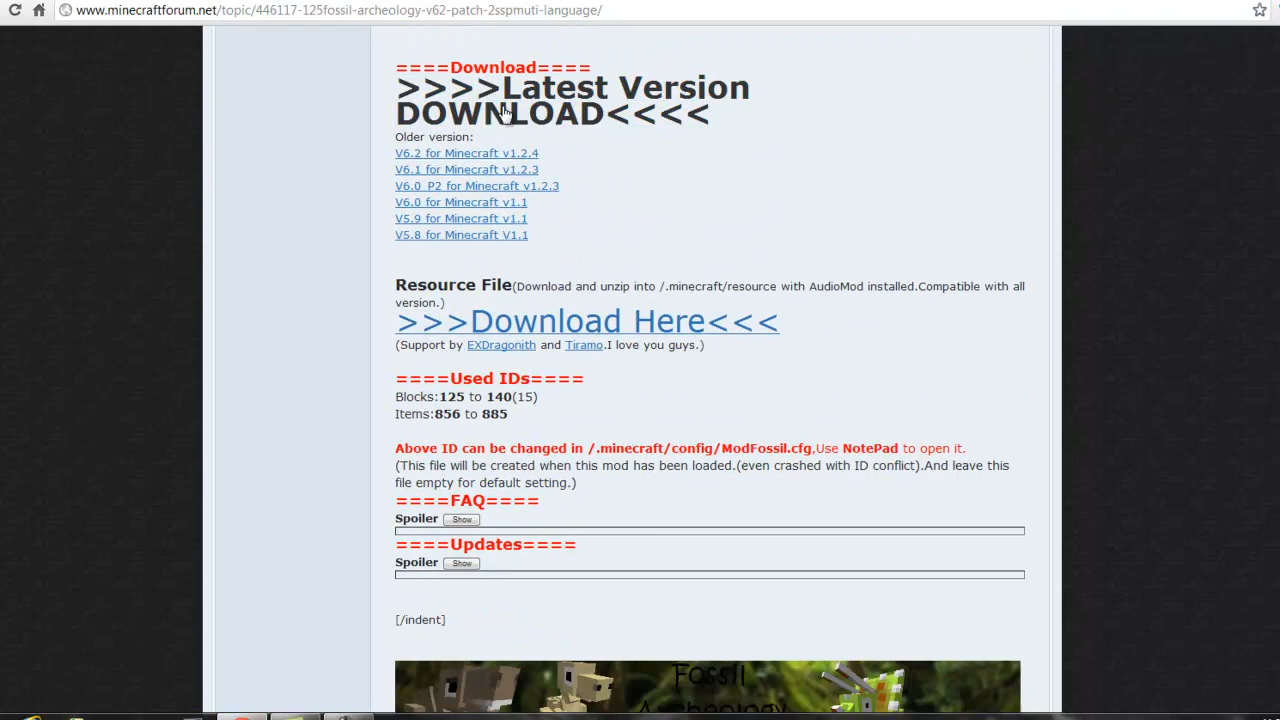 www.minecraftforum.net/topic/446117-125fossil-archeology-v62-patch-2sspmuti-language/
====Download====
>>>>Latest Version
DOWNLOAD<<<<
Older version:
V6.2 for Minecraft v1.2.4
V6.1 for Minecraft v1.2.3
V6.0 P2 for Minecraft v1.2.3
V6.0 for Minecraft v1.1
V5.9 for Minecraft v1.1
V5.8 for Minecraft V1.1
Resource File(Download and unzip into /.minecraft/resource with AudioMod installed.Compatible with all
version.)
>>>Download Here<<<
(Support by EXDragonith and Tiramo.I love you guys.)
====Used IDs====
Blocks:125 to 140(15)
Items:856 to 885
Above ID can be changed in /.minecraft/config/ModFossil.cfg,Use NotePad to open it.
(This file will be created when this mod has been loaded.(even crashed with ID conflict).And leave this
file empty for default setting.)
====FAQ====
Spoiler Show
====Updates====
Spoiler Show
[/indent]
Fossil
Archeology